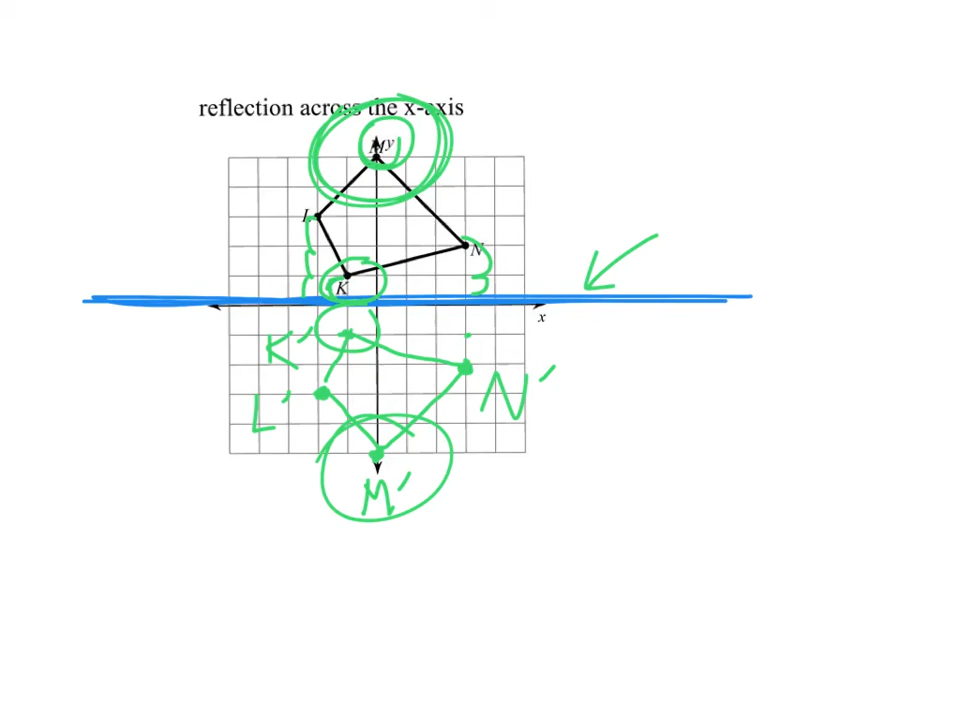 reflection across the x-axis
M y
L
N
K
x
K'
L'
N'
M'